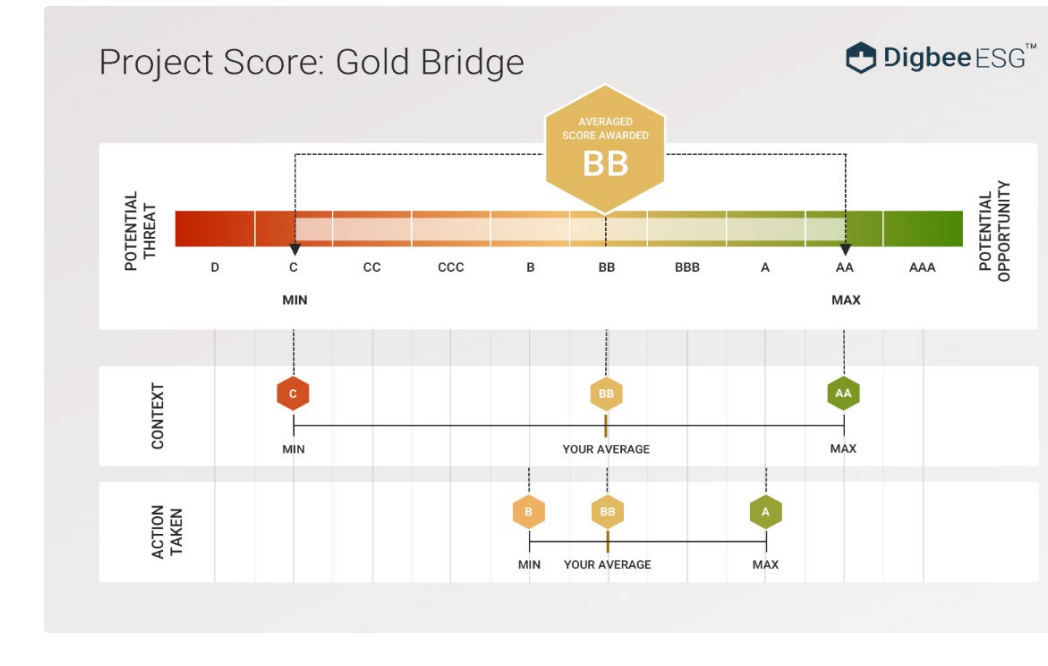 Project Score: Gold Bridge
DigbeeESG™
AVERAGED
SCORE AWARDED
BB
POTENTIAL
THREAT
POTENTIAL
OPPORTUNITY
D C CC CCC B BB BBB A AA AAA
MIN MAX
CONTEXT
C BB AA
MIN YOUR AVERAGE MAX
ACTION
TAKEN
B BB A
MIN YOUR AVERAGE MAX